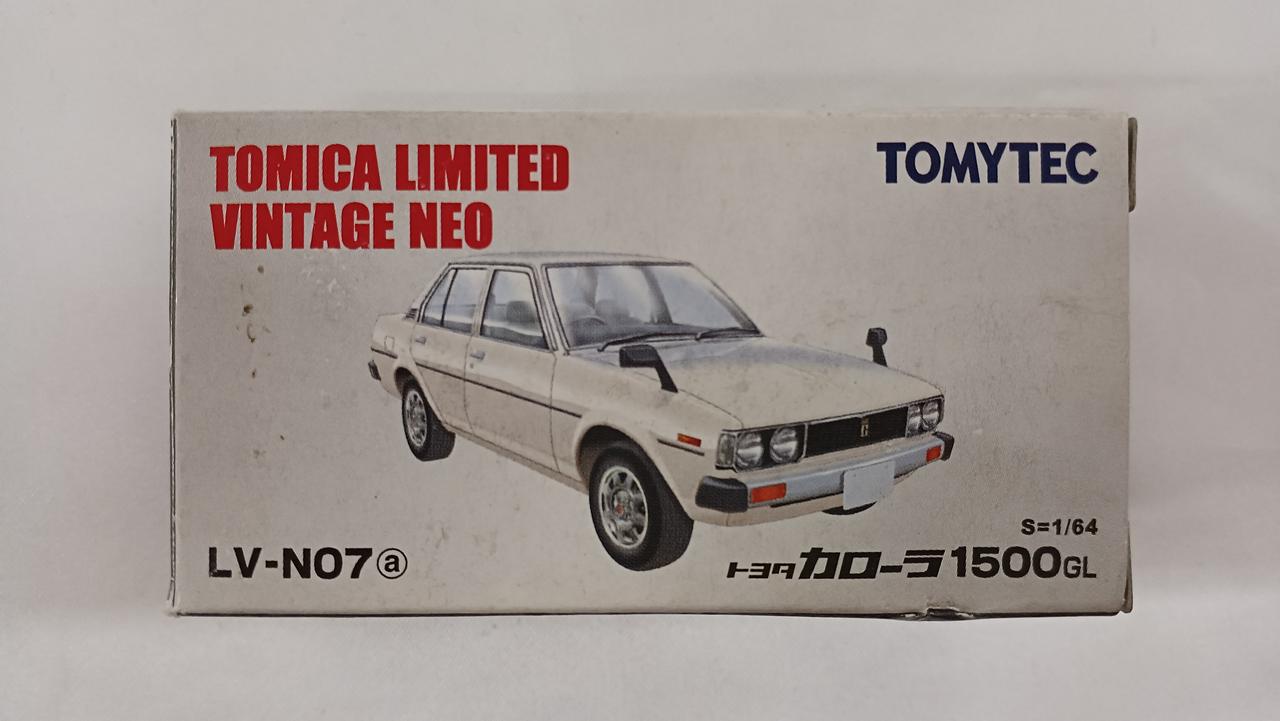 TOMICA LIMITED
VINTAGE NEO
TOMYTEC
S=1/64
LV-N07ⓐ
トヨタカローラ1500GL